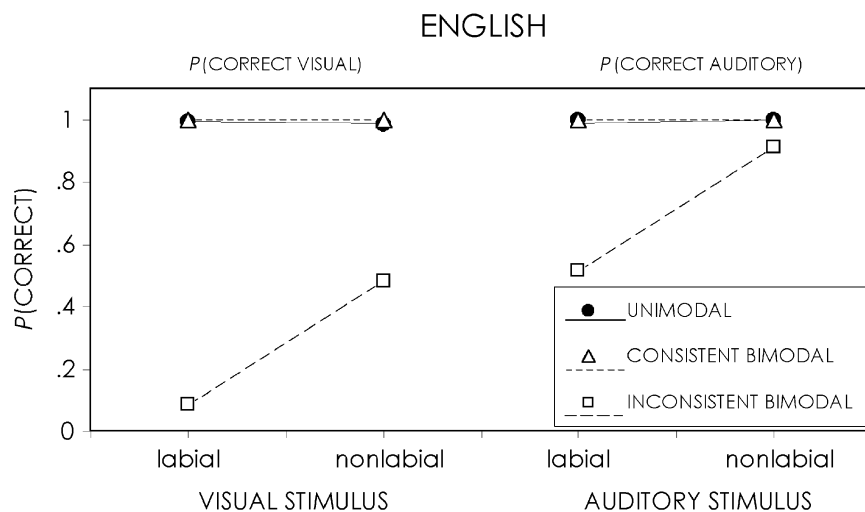 ENGLISH
P(CORRECT VISUAL) P(CORRECT AUDITORY)
P(CORRECT)
1
.8
.6
.4
.2
0
UNIMODAL
CONSISTENT BIMODAL
INCONSISTENT BIMODAL
labial nonlabial labial nonlabial
VISUAL STIMULUS AUDITORY STIMULUS